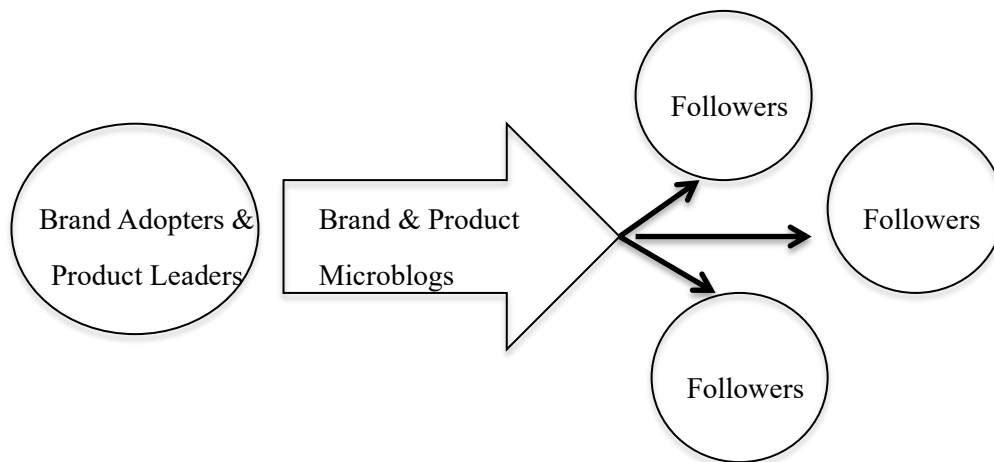 Brand Adopters &
Product Leaders
Brand & Product
Microblogs
Followers
Followers
Followers